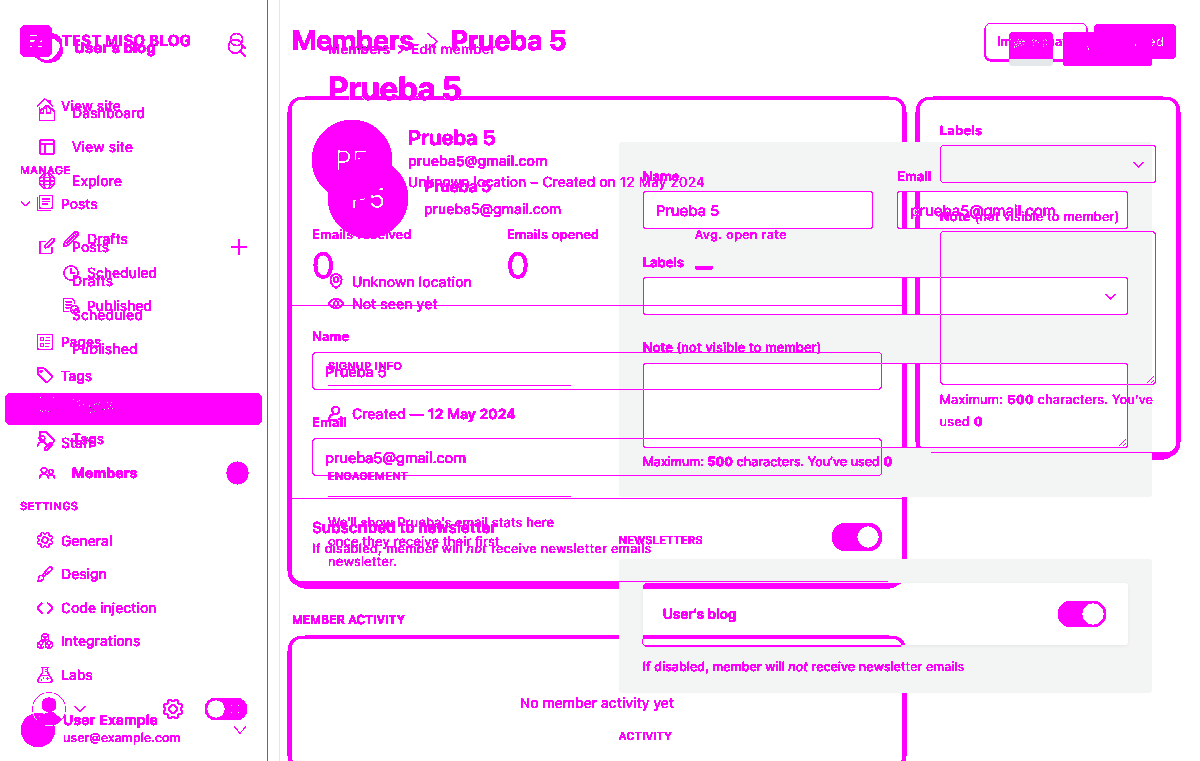 TEST MISO BLOG
User's blog
View site
Dashboard
View site
MANAGE
Explore
Posts
Drafts
Posts
Scheduled
Drafts
Published
Scheduled
Pages
Published
Tags
Tags
Staff
Members
SETTINGS
General
Design
Code injection
Integrations
Labs
User Example
user@example.com
Members > Prueba 5
Members > Edit member
Prueba 5
PE
Prueba 5
prueba5@gmail.com
Unknown location – Created on 12 May 2024
P5
Prueba 5
prueba5@gmail.com
Emails received
0
Emails opened
0
Avg. open rate
Unknown location
Not seen yet
Name
Prueba 5
SIGNUP INFO
Created — 12 May 2024
Email
prueba5@gmail.com
ENGAGEMENT
We'll show Prueba's email stats here
once they receive their first
newsletter.
Subscribed to newsletter
If disabled, member will not receive newsletter emails
MEMBER ACTIVITY
No member activity yet
Name
Prueba 5
Email
prueba5@gmail.com
Labels
Note (not visible to member)
Maximum: 500 characters. You've used 0
NEWSLETTERS
User's blog
If disabled, member will not receive newsletter emails
ACTIVITY
Labels
Note (not visible to member)
Maximum: 500 characters. You've
used 0